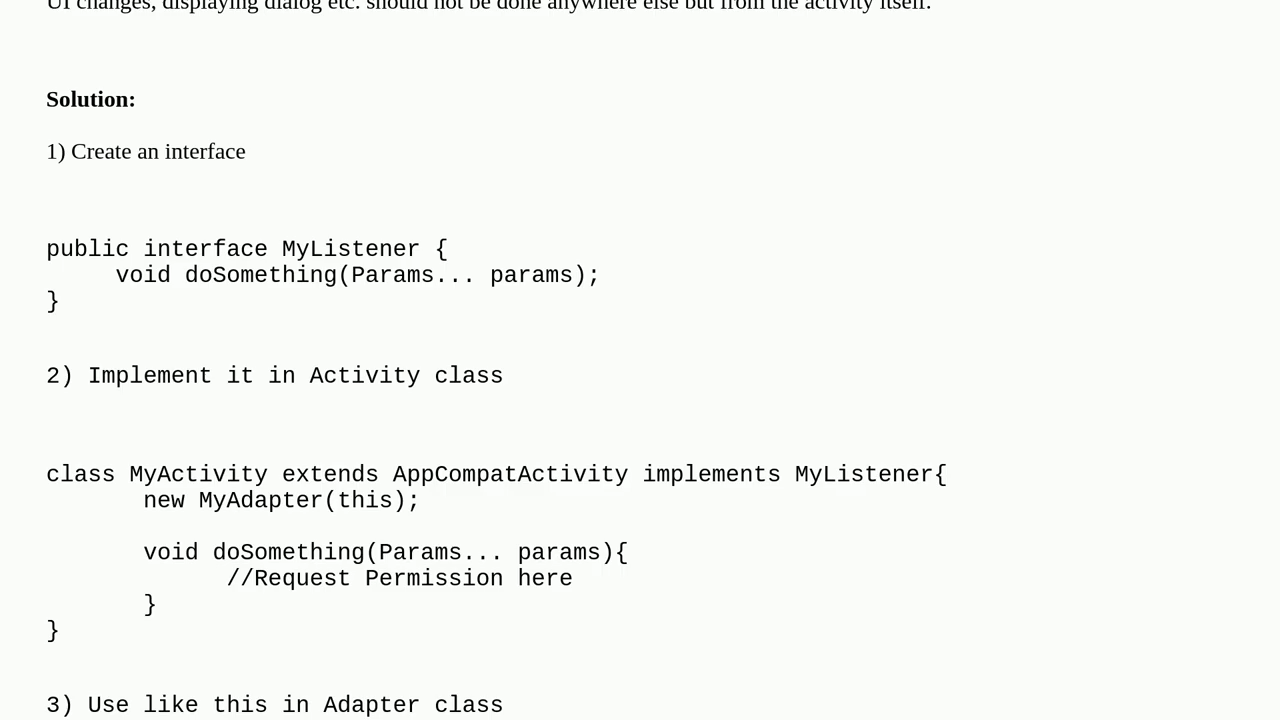 UI changes, displaying dialog etc. should not be done anywhere else but from the activity itself.
Solution:
1) Create an interface
public interface MyListener {
     void doSomething(Params... params);
}
2) Implement it in Activity class
class MyActivity extends AppCompatActivity implements MyListener{
       new MyAdapter(this);
       void doSomething(Params... params){
             //Request Permission here
       }
}
3) Use like this in Adapter class